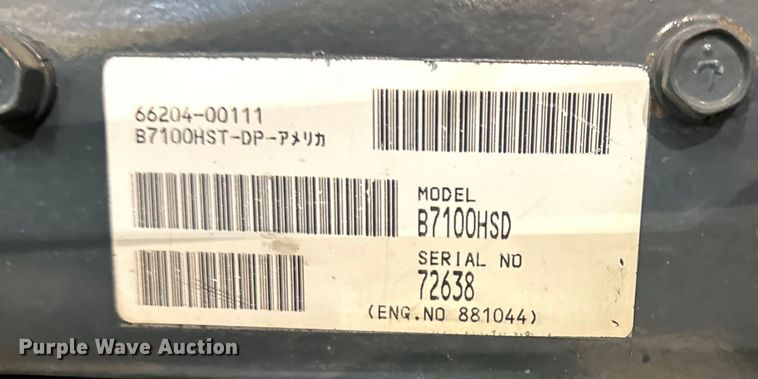 66204-00111
B7100HST-DP-アメリカ
MODEL
B7100HSD
SERIAL NO
72638
(ENG.NO 881044)
Purple Wave Auction